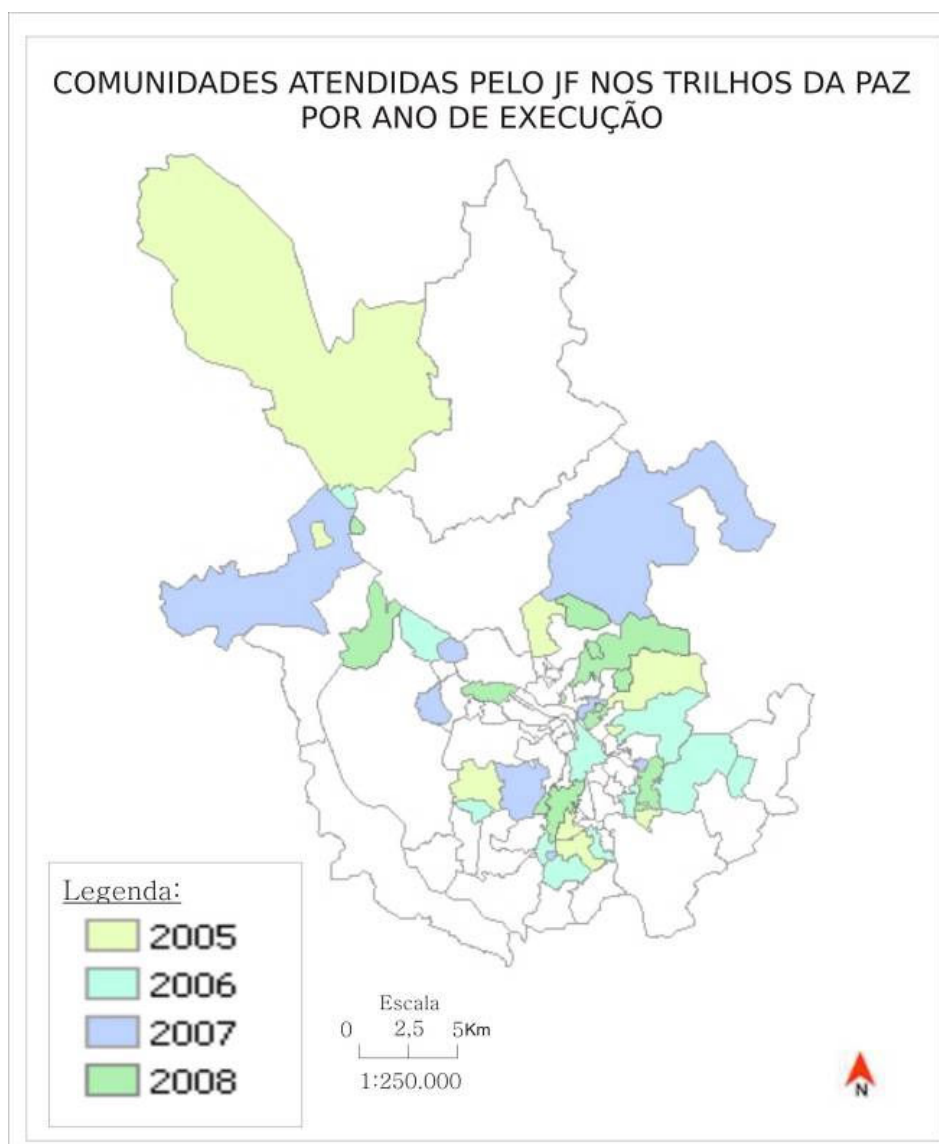 COMUNIDADES ATENDIDAS PELO JF NOS TRILHOS DA PAZ
POR ANO DE EXECUÇÃO
Legenda:
2005
2006
2007
2008
Escala
0 2,5 5Km
1:250.000
N